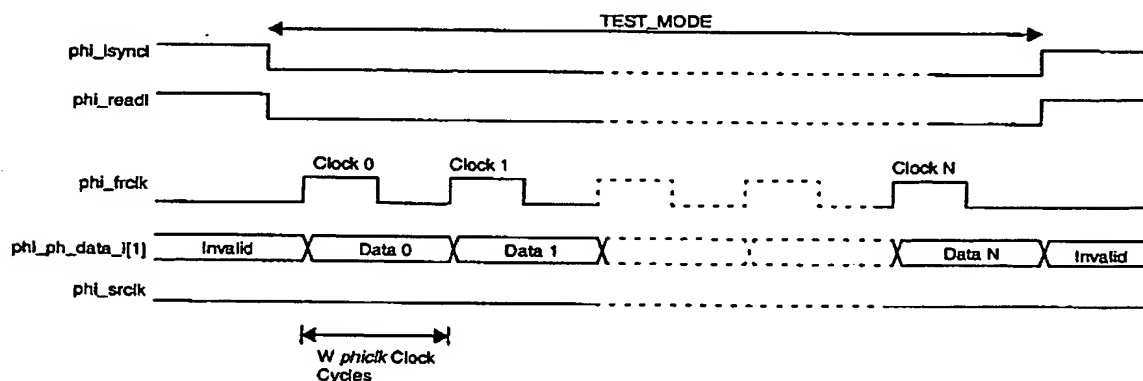 TEST_MODE
phi_lsyncl
phi_readl
Clock 0 Clock 1 Clock N
phi_frclk
phi_ph_data_i[1] Invalid Data 0 Data 1 Data N Invalid
phi_srclk
W phiclk Clock
Cycles